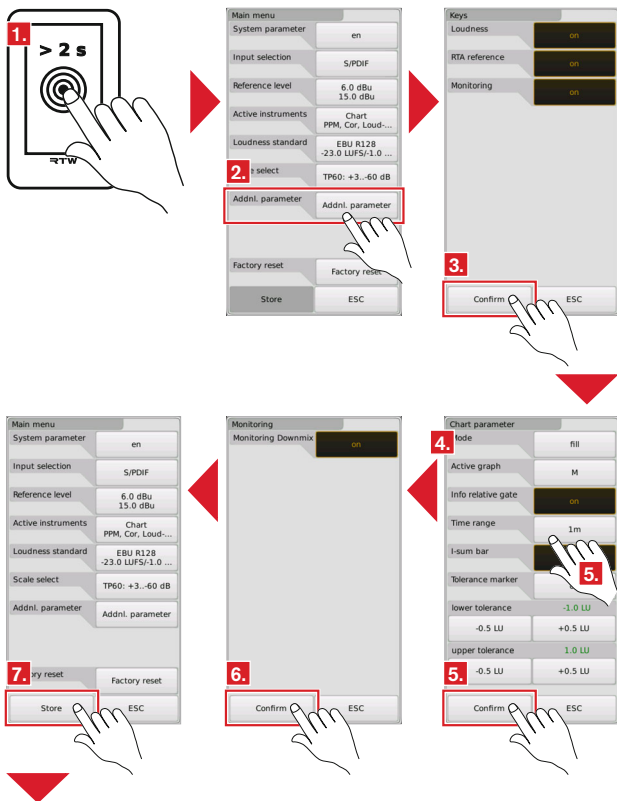 1.
> 2 s
RTW
Main menu
System parameter
en
Input selection
S/PDIF
Reference level
6.0 dBu
15.0 dBu
Active instruments
Chart
PPM, Cor, Loud-...
Loudness standard
EBU R128
-23.0 LUFS/-1.0 ...
2.
select
TP60: +3..-60 dB
Addnl. parameter
Addnl. parameter
Factory reset
Factory reset
Store
ESC
Keys
Loudness
on
RTA reference
on
Monitoring
on
3.
Confirm
ESC
Main menu
System parameter
en
Input selection
S/PDIF
Reference level
6.0 dBu
15.0 dBu
Active instruments
Chart
PPM, Cor, Loud-...
Loudness standard
EBU R128
-23.0 LUFS/-1.0 ...
Scale select
TP60: +3..-60 dB
Addnl. parameter
Addnl. parameter
7.
ory reset
Factory reset
Store
ESC
Monitoring
Monitoring Downmix
on
6.
Confirm
ESC
Chart parameter
4.
ode
fill
Active graph
M
Info relative gate
on
Time range
1m
I-sum bar
5.
Tolerance marker
lower tolerance
-1.0 LU
-0.5 LU
+0.5 LU
upper tolerance
1.0 LU
5.
-0.5 LU
+0.5 LU
Confirm
ESC